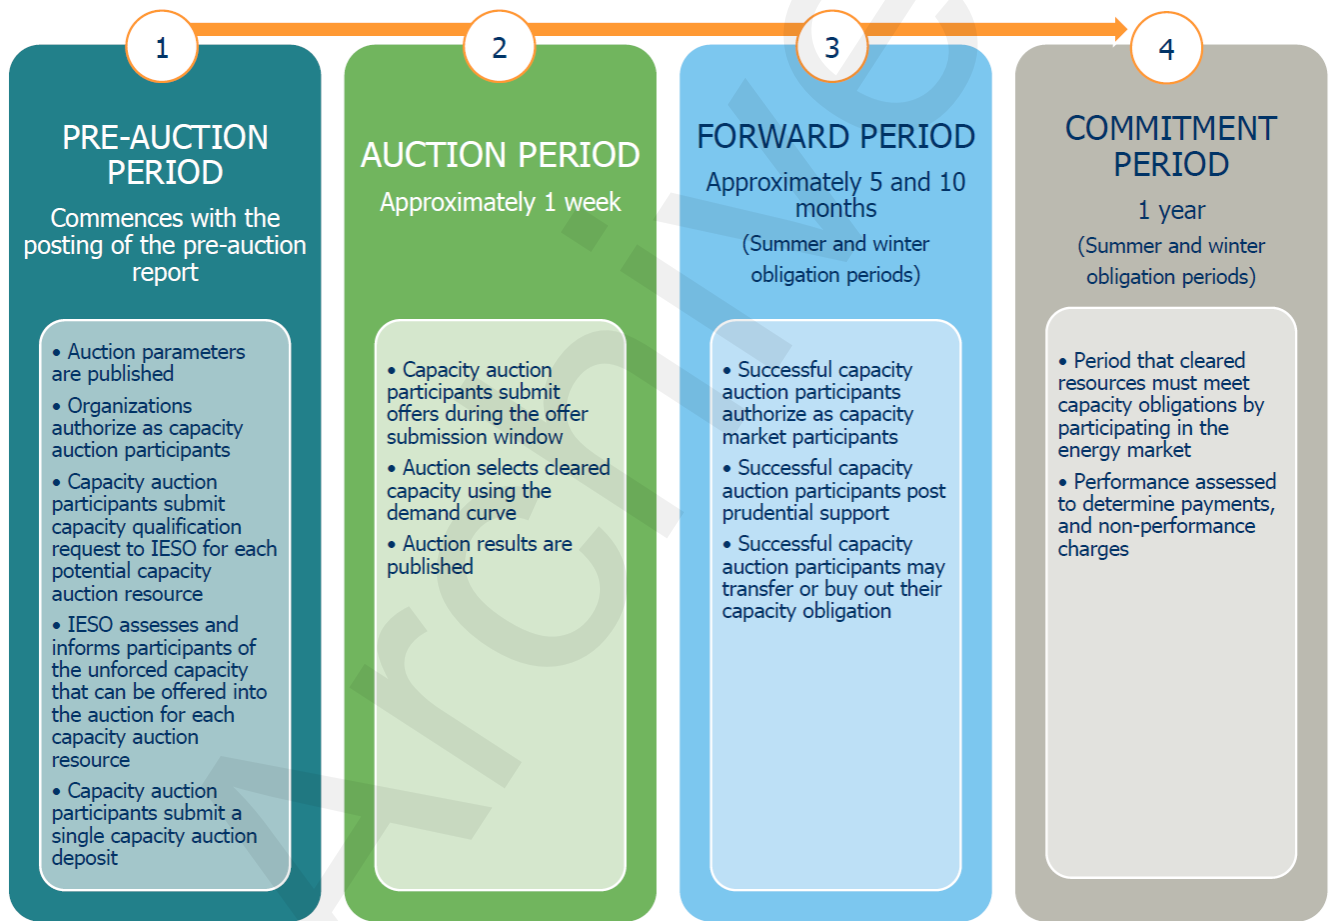 1
PRE-AUCTION
PERIOD
Commences with the
posting of the pre-auction
report
• Auction parameters
are published
• Organizations
authorize as capacity
auction participants
• Capacity auction
participants submit
capacity qualification
request to IESO for each
potential capacity
auction resource
• IESO assesses and
informs participants of
the unforced capacity
that can be offered into
the auction for each
capacity auction
resource
• Capacity auction
participants submit a
single capacity auction
deposit
2
AUCTION PERIOD
Approximately 1 week
• Capacity auction
participants submit
offers during the offer
submission window
• Auction selects cleared
capacity using the
demand curve
• Auction results are
published
3
FORWARD PERIOD
Approximately 5 and 10
months
(Summer and winter
obligation periods)
• Successful capacity
auction participants
authorize as capacity
market participants
• Successful capacity
auction participants post
prudential support
• Successful capacity
auction participants may
transfer or buy out their
capacity obligation
4
COMMITMENT
PERIOD
1 year
(Summer and winter
obligation periods)
• Period that cleared
resources must meet
capacity obligations by
participating in the
energy market
• Performance assessed
to determine payments,
and non-performance
charges
Archive